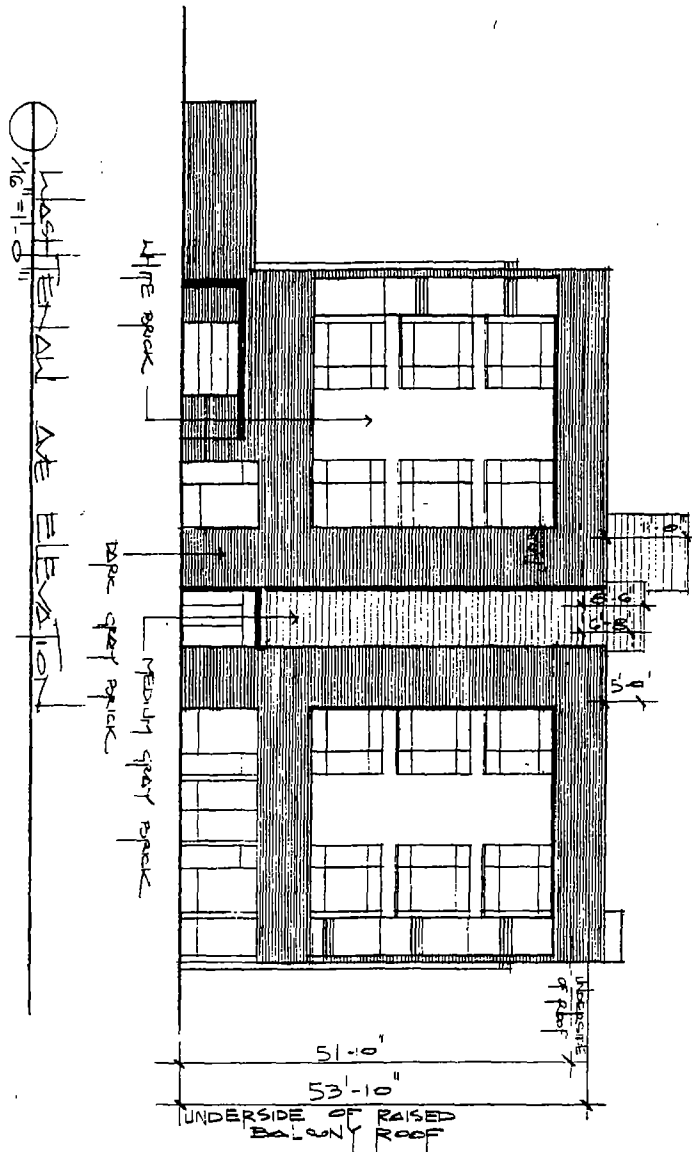 WASHTENAW AVE ELEVATION
1/16" = 1'-0"
WHITE BRICK
DARK GRAY BRICK
MEDIUM GRAY BRICK
5'-0"
UNDERSIDE
OF ROOF
51'-10"
53'-10"
UNDERSIDE OF RAISED
BALCONY ROOF